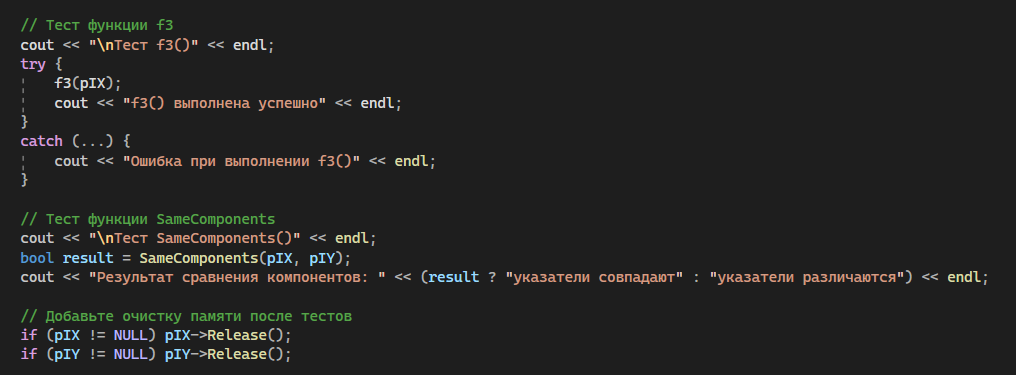 // Тест функции f3
cout << "\nТест f3()" << endl;
try {
    f3(pIX);
    cout << "f3() выполнена успешно" << endl;
}
catch (...) {
    cout << "Ошибка при выполнении f3()" << endl;
}

// Тест функции SameComponents
cout << "\nТест SameComponents()" << endl;
bool result = SameComponents(pIX, pIY);
cout << "Результат сравнения компонентов: " << (result ? "указатели совпадают" : "указатели различаются") << endl;

// Добавьте очистку памяти после тестов
if (pIX != NULL) pIX->Release();
if (pIY != NULL) pIY->Release();